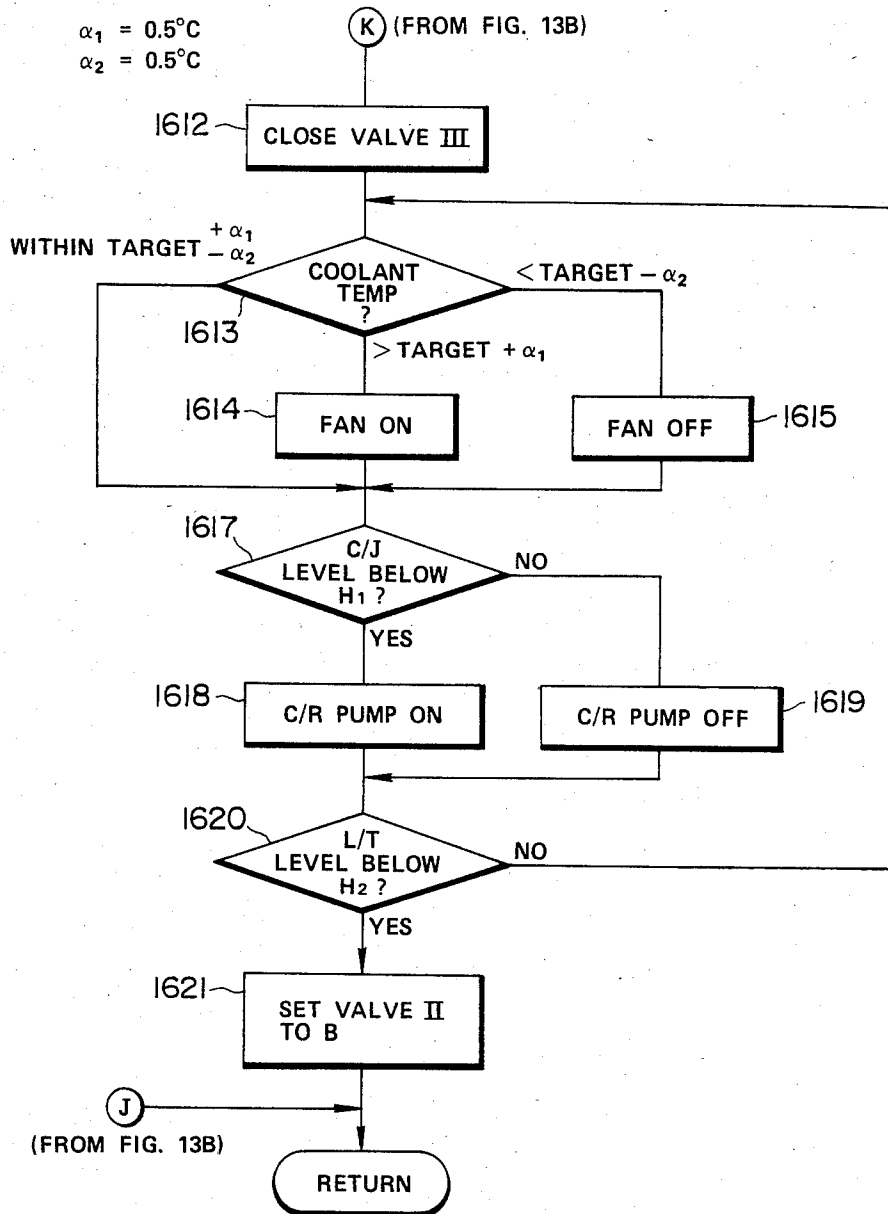 α₁ = 0.5°C
α₂ = 0.5°C
K (FROM FIG. 13B)
1612
CLOSE VALVE III
WITHIN TARGET + α₁
− α₂
COOLANT
TEMP
?
< TARGET − α₂
1613
> TARGET + α₁
1614
FAN ON
FAN OFF
1615
1617
C/J
LEVEL BELOW
H₁ ?
NO
YES
1618
C/R PUMP ON
C/R PUMP OFF
1619
1620
L/T
LEVEL BELOW
H₂ ?
NO
YES
1621
SET VALVE II
TO B
J
(FROM FIG. 13B)
RETURN